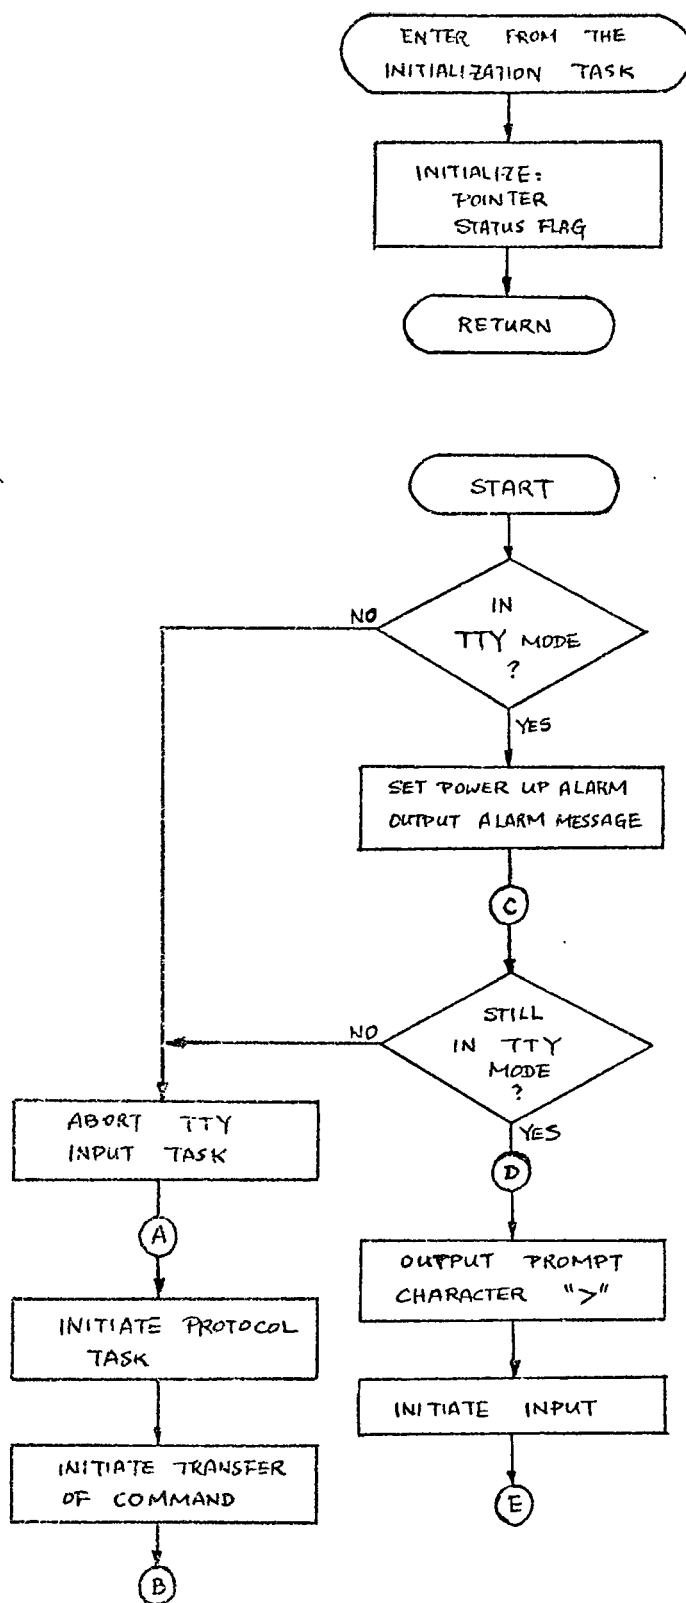 ENTER FROM THE
INITIALIZATION TASK
INITIALIZE:
POINTER
STATUS FLAG
RETURN
START
IN
TTY MODE
?
NO
YES
SET POWER UP ALARM
OUTPUT ALARM MESSAGE
C
STILL
IN TTY
MODE
?
NO
YES
D
OUTPUT PROMPT
CHARACTER ">"
INITIATE INPUT
E
ABORT TTY
INPUT TASK
A
INITIATE PROTOCOL
TASK
INITIATE TRANSFER
OF COMMAND
B